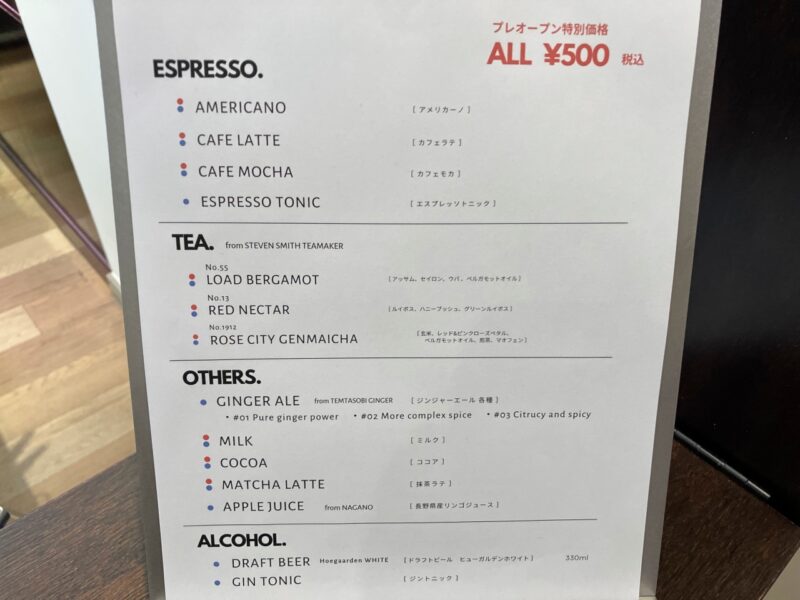 プレオープン特別価格
ALL ¥500 税込
ESPRESSO.
AMERICANO [ アメリカーノ ]
CAFE LATTE [ カフェラテ ]
CAFE MOCHA [ カフェモカ ]
ESPRESSO TONIC [ エスプレッソトニック ]
TEA. from STEVEN SMITH TEAMAKER
No.55
LOAD BERGAMOT [ アッサム、セイロン、ウバ、ベルガモットオイル ]
No.13
RED NECTAR [ ルイボス、ハニーブッシュ、グリーンルイボス ]
No.1912
ROSE CITY GENMAICHA [ 玄米、レッド&ピンクローズペタル、
ベルガモットオイル、煎茶、マオフェン ]
OTHERS.
GINGER ALE from TEMTASOBI GINGER [ ジンジャーエール 各種 ]
・#01 Pure ginger power ・#02 More complex spice ・#03 Citrucy and spicy
MILK [ ミルク ]
COCOA [ ココア ]
MATCHA LATTE [ 抹茶ラテ ]
APPLE JUICE from NAGANO [ 長野県産リンゴジュース ]
ALCOHOL.
DRAFT BEER Hoegaarden WHITE [ ドラフトビール ヒューガルデンホワイト ] 330ml
GIN TONIC [ ジントニック ]